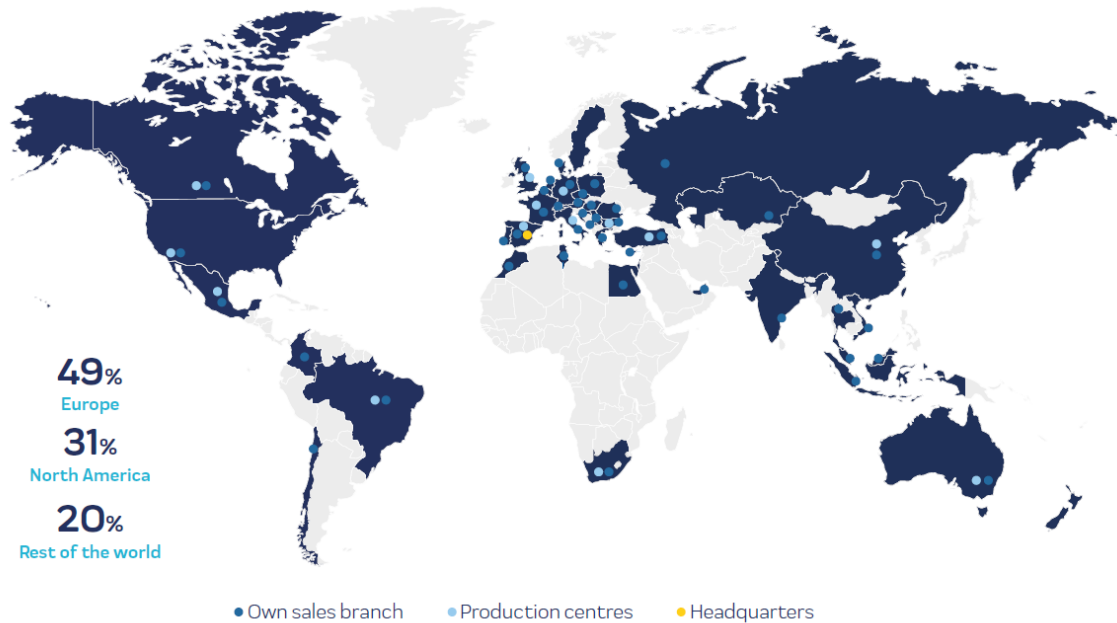 49%
Europe
31%
North America
20%
Rest of the world
Own sales branch
Production centres
Headquarters